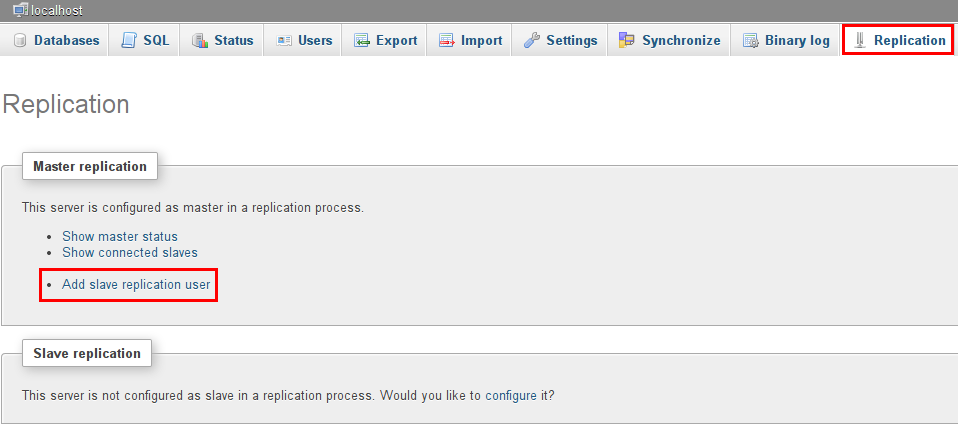 localhost
Databases SQL Status Users Export Import Settings Synchronize Binary log Replication
Replication
Master replication
This server is configured as master in a replication process.
Show master status
Show connected slaves
Add slave replication user
Slave replication
This server is not configured as slave in a replication process. Would you like to configure it?